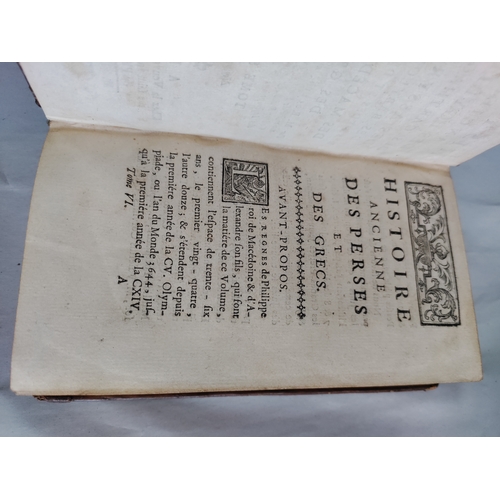 HISTOIRE
ANCIENNE
DES PERSES
ET
DES GRECS.
AVANT-PROPOS.
LES REGNES de Philippe
roi de Macédoine & d'A-
lexandre son fils, qui font
la matiére de ce Volume,
contiennent l'espace de trente-six
ans, le premier vingt-quatre,
l'autre douze; & s'étendent depuis
la premiére année de la CV. Olym-
piade, ou l'an du Monde 3644, jus-
qu'à la premiére année de la CXIV.
Tome VI. A